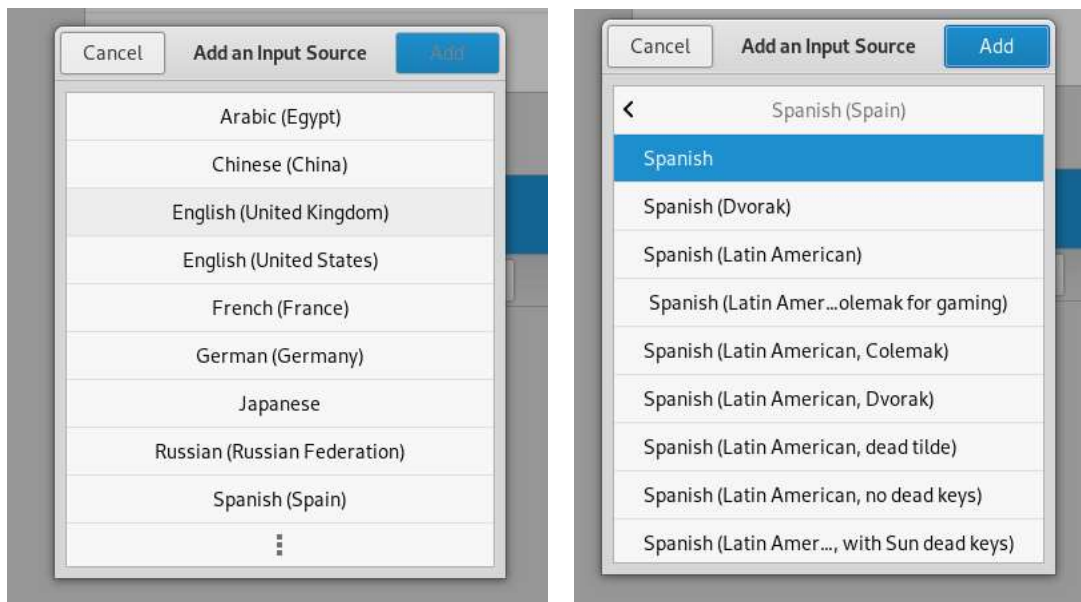 Cancel
Add an Input Source
Add
Arabic (Egypt)
Chinese (China)
English (United Kingdom)
English (United States)
French (France)
German (Germany)
Japanese
Russian (Russian Federation)
Spanish (Spain)
Cancel
Add an Input Source
Add
Spanish (Spain)
Spanish
Spanish (Dvorak)
Spanish (Latin American)
Spanish (Latin Amer...olemak for gaming)
Spanish (Latin American, Colemak)
Spanish (Latin American, Dvorak)
Spanish (Latin American, dead tilde)
Spanish (Latin American, no dead keys)
Spanish (Latin Amer..., with Sun dead keys)